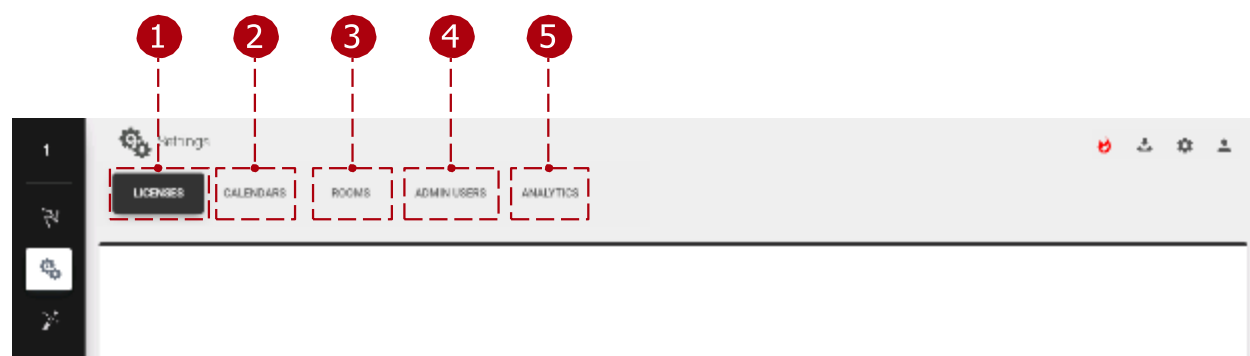 1 2 3 4 5
1 Settings
LICENSES CALENDARS ROOMS ADMIN USERS ANALYTICS